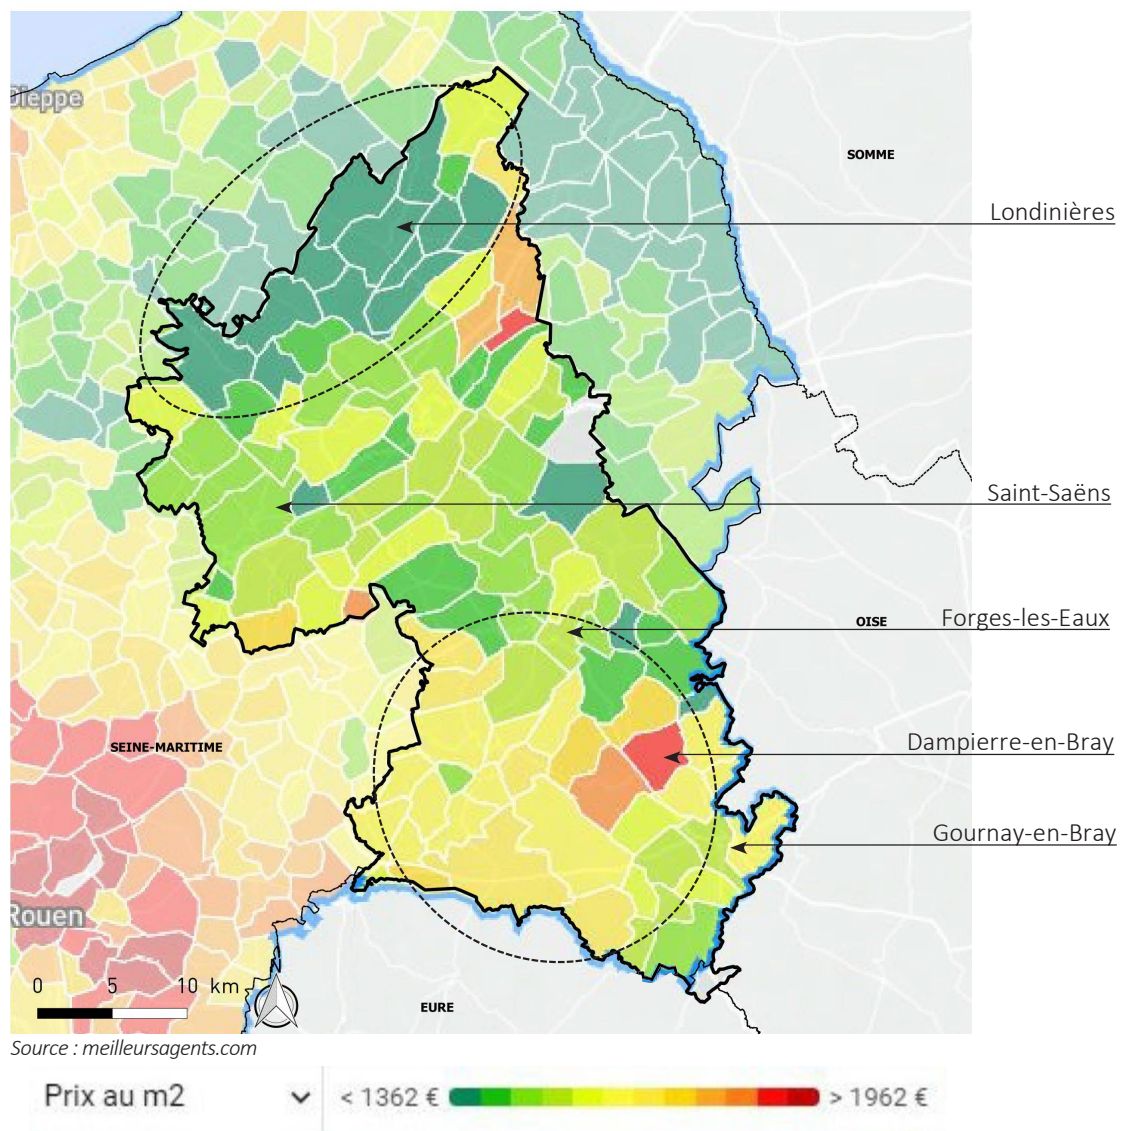 Dieppe
SOMME
Londinières
Saint-Saëns
OISE
Forges-les-Eaux
SEINE-MARITIME
Dampierre-en-Bray
Gournay-en-Bray
Rouen
0 5 10 km
EURE
Source : meilleursagents.com
Prix au m2 < 1362 € > 1962 €